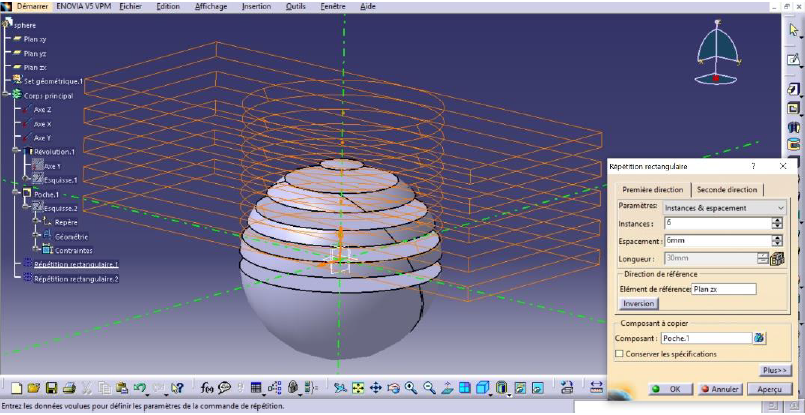 Démarrer ENOVIA V5 VPM Fichier Edition Affichage Insertion Outils Fenêtre Aide
sphere
Plan xy
Plan yz
Plan zx
Set géométrique.1
Corps principal
Axe Z
Axe X
Axe Y
Révolution.1
Axe 1
Esquisse.1
Poche.1
Esquisse.2
Repère
Géométrie
Contraintes
Répétition rectangulaire.1
Répétition rectangulaire.2
Répétition rectangulaire ? ×
Première direction Seconde direction
Paramètres: Instances & espacement
Instances : 6
Espacement : 6mm
Longueur : 30mm
Direction de référence
Elément de référence: Plan zx
Inversion
Composant à copier
Composant : Poche.1
Conserver les spécifications
Plus>>
OK Annuler Aperçu
Entrez les données voulues pour définir les paramètres de la commande de répétition.